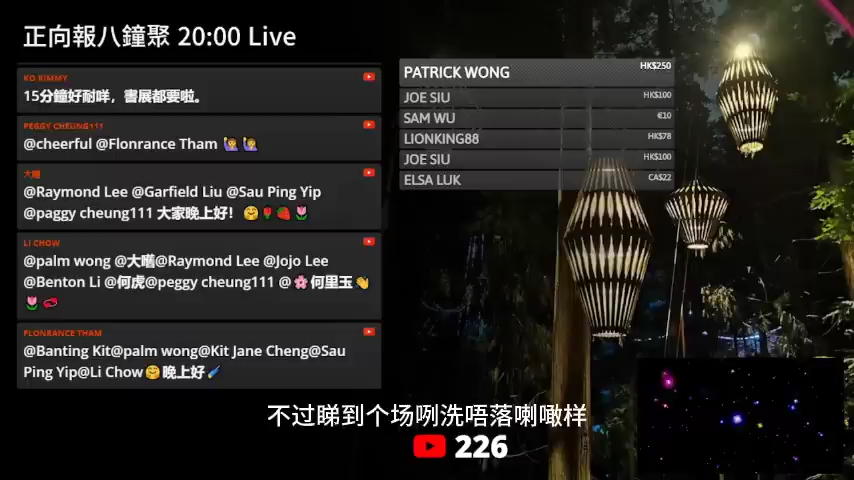 正向報八鐘聚 20:00 Live
KO KIMMY
15分鐘好耐咩，書展都要啦。
PEGGY CHEUNG111
@cheerful @Flonrance Tham 🙋‍♀️ 🙋‍♀️
大曦
@Raymond Lee @Garfield Liu @Sau Ping Yip
@paggy cheung111 大家晚上好！ 🤗🌹🍓🌷
LI CHOW
@palm wong @大曦@Raymond Lee @Jojo Lee
@Benton Li @何虎@peggy cheung111 @🌸何里玉👋
🌷
FLONRANCE THAM
@Banting Kit@palm wong@Kit Jane Cheng@Sau
Ping Yip@Li Chow🤗晚上好
PATRICK WONG HK$250
JOE SIU HK$100
SAM WU €10
LIONKING88 HK$78
JOE SIU HK$100
ELSA LUK CA$22
不过睇到个场咧洗唔落喇噉样
226